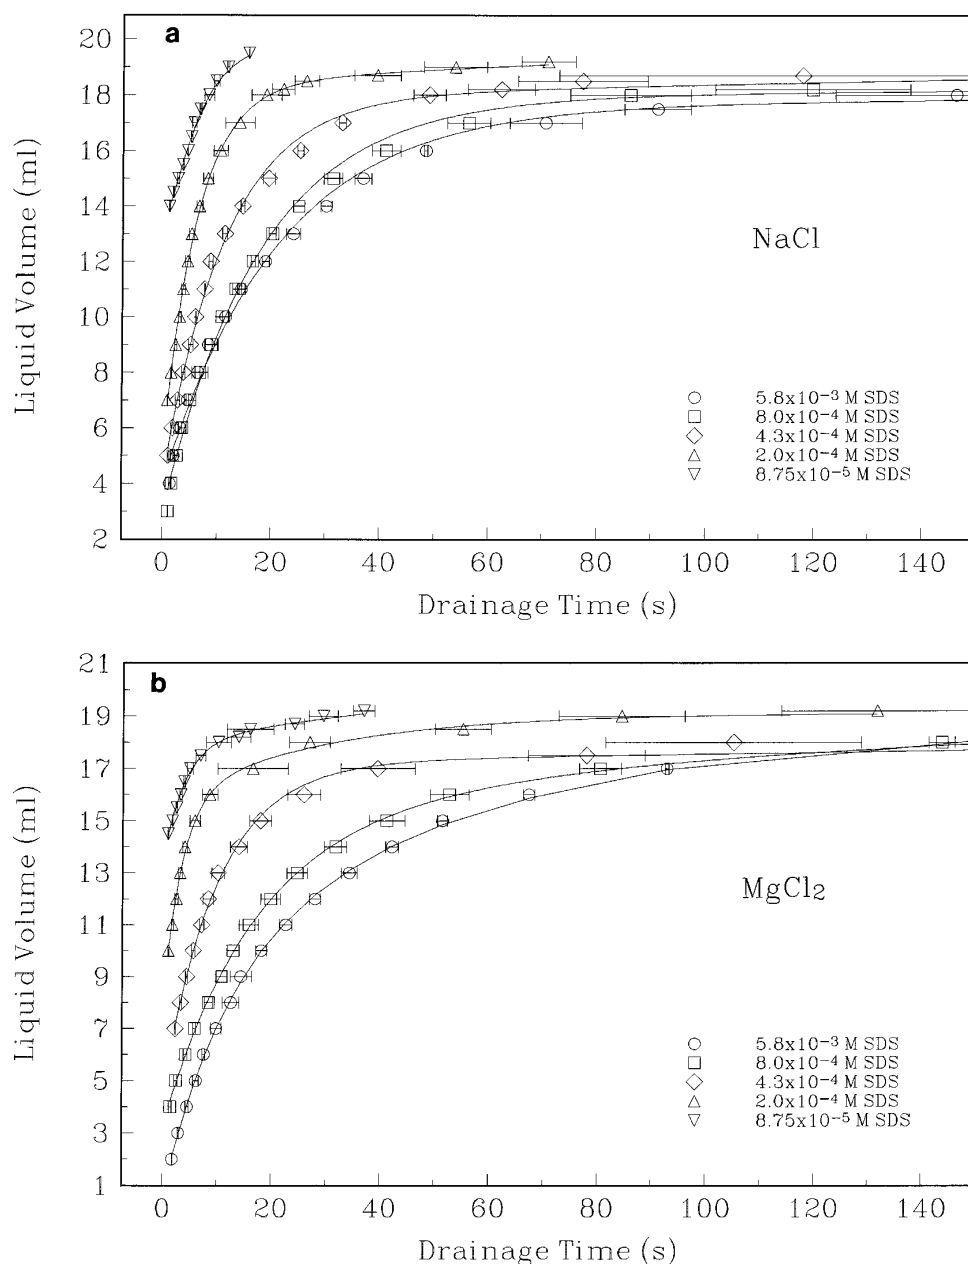 a
20
18
16
14
12
10
8
6
4
2
Liquid Volume (ml)
NaCl
5.8x10⁻³ M SDS
8.0x10⁻⁴ M SDS
4.3x10⁻⁴ M SDS
2.0x10⁻⁴ M SDS
8.75x10⁻⁵ M SDS
0 20 40 60 80 100 120 140
Drainage Time (s)
b
21
19
17
15
13
11
9
7
5
3
1
Liquid Volume (ml)
MgCl₂
5.8x10⁻³ M SDS
8.0x10⁻⁴ M SDS
4.3x10⁻⁴ M SDS
2.0x10⁻⁴ M SDS
8.75x10⁻⁵ M SDS
0 20 40 60 80 100 120 140
Drainage Time (s)